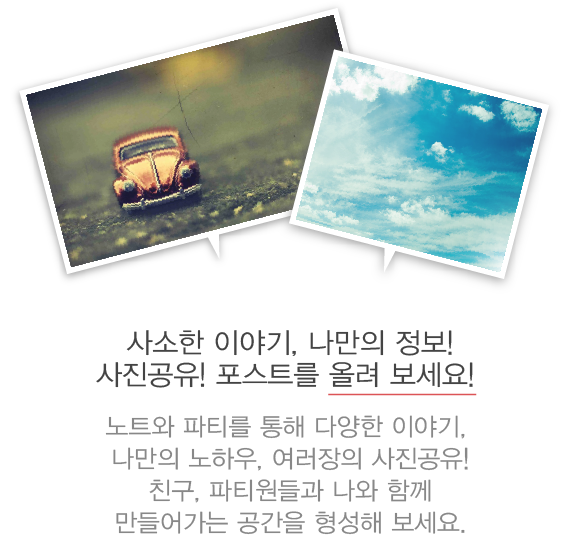 사소한 이야기, 나만의 정보!
사진공유! 포스트를 올려 보세요!
노트와 파티를 통해 다양한 이야기,
나만의 노하우, 여러장의 사진공유!
친구, 파티원들과 나와 함께
만들어가는 공간을 형성해 보세요.